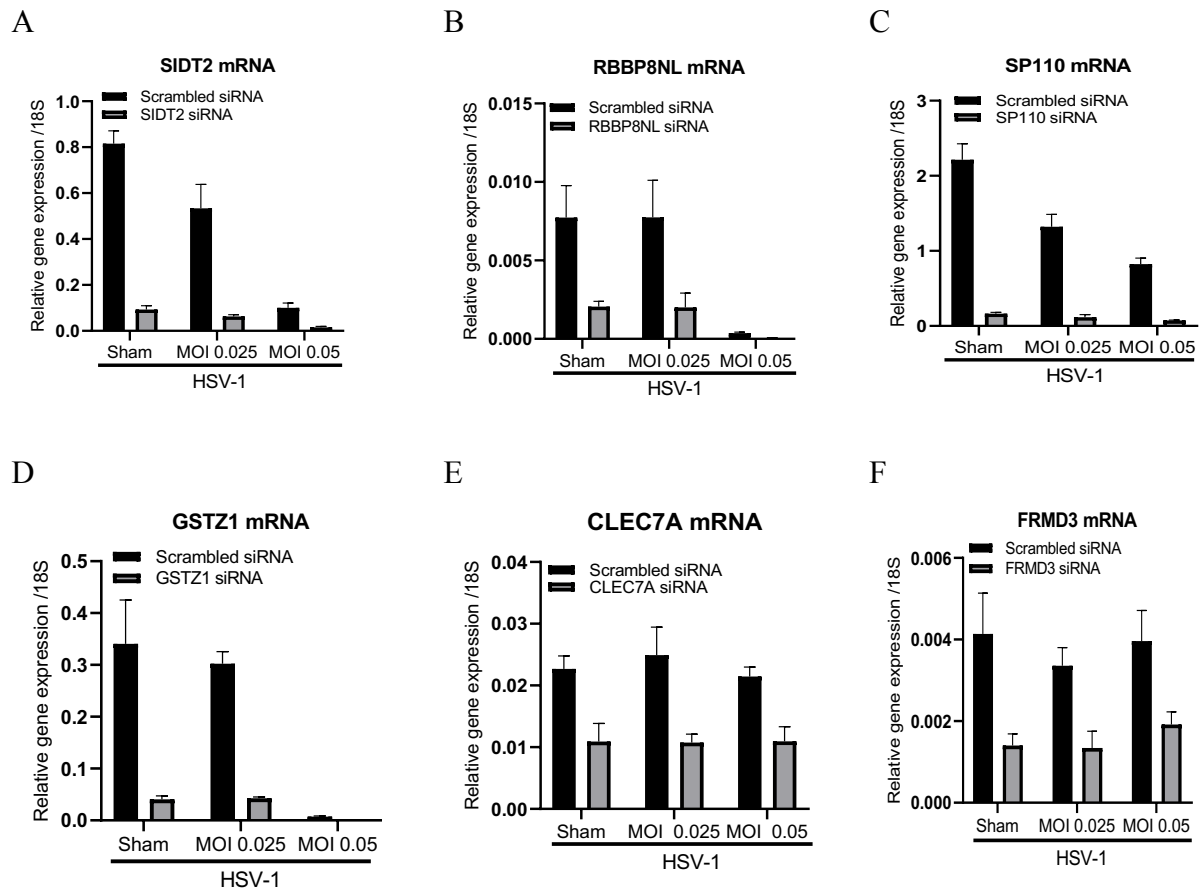 A
SIDT2 mRNA
Scrambled siRNA
SIDT2 siRNA
Relative gene expression /18S
1.0
0.8
0.6
0.4
0.2
0.0
Sham MOI 0.025 MOI 0.05
HSV-1
B
RBBP8NL mRNA
Scrambled siRNA
RBBP8NL siRNA
Relative gene expression /18S
0.015
0.010
0.005
0.000
Sham MOI 0.025 MOI 0.05
HSV-1
C
SP110 mRNA
Scrambled siRNA
SP110 siRNA
Relative gene expression /18S
3
2
1
0
Sham MOI 0.025 MOI 0.05
HSV-1
D
GSTZ1 mRNA
Scrambled siRNA
GSTZ1 siRNA
Relative gene expression /18S
0.5
0.4
0.3
0.2
0.1
0.0
Sham MOI 0.025 MOI 0.05
HSV-1
E
CLEC7A mRNA
Scrambled siRNA
CLEC7A siRNA
Relative gene expression /18S
0.04
0.03
0.02
0.01
0.00
Sham MOI 0.025 MOI 0.05
HSV-1
F
FRMD3 mRNA
Scrambled siRNA
FRMD3 siRNA
Relative gene expression /18S
0.006
0.004
0.002
0.000
Sham MOI 0.025 MOI 0.05
HSV-1